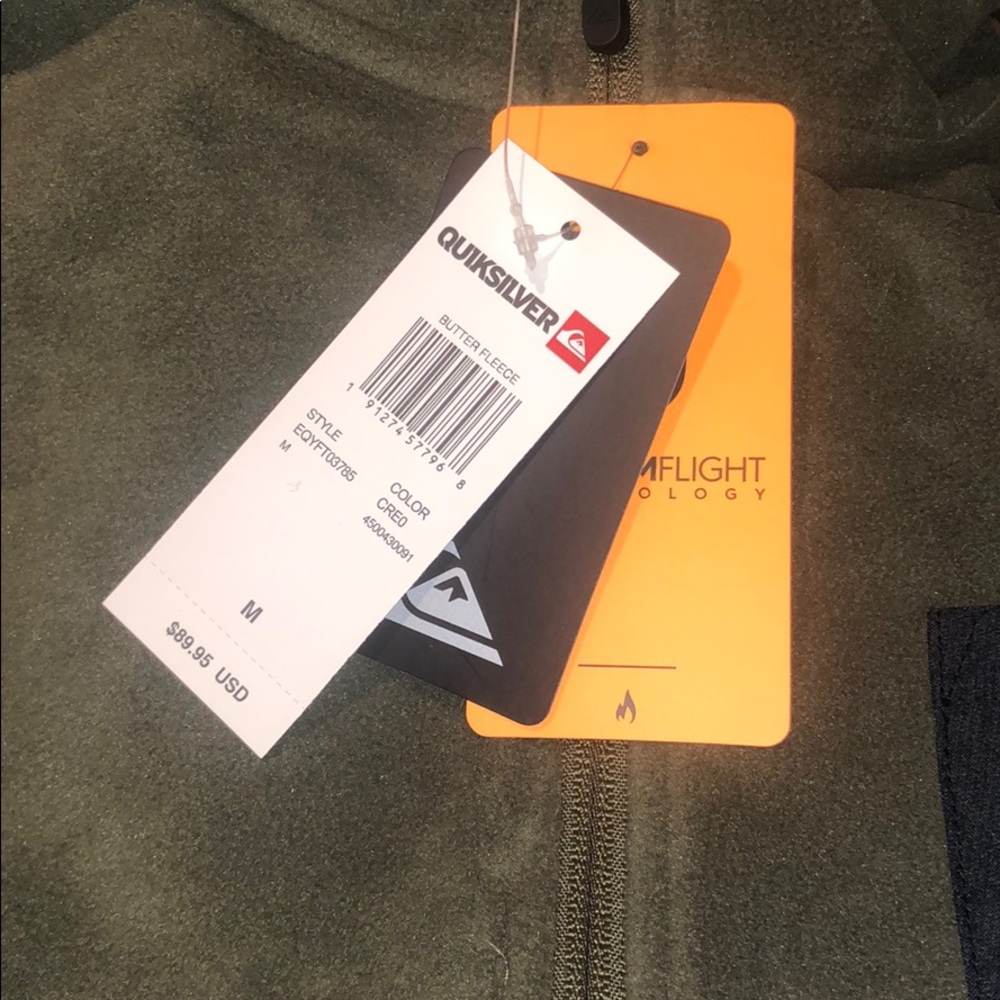 QUIKSILVER
BUTTER FLEECE
1 91274 57796 8
STYLE
EQYFT03785
M
COLOR
CRE0
4500430091
M
$89.95 USD
MFLIGHT
OLOGY